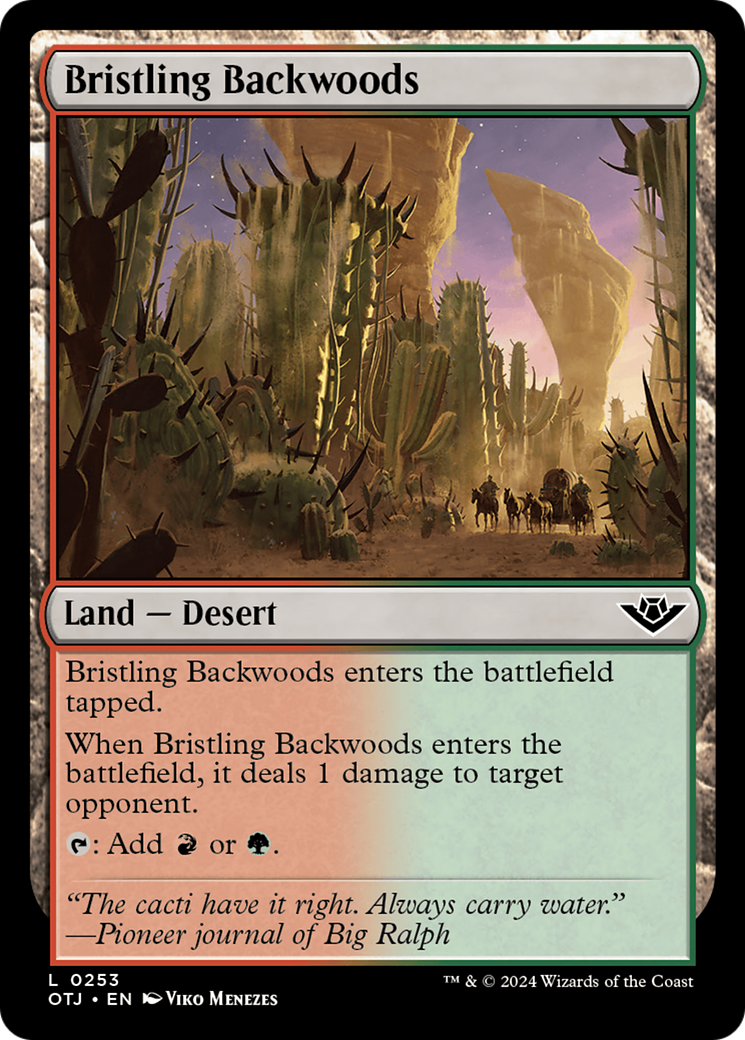 Bristling Backwoods
Land — Desert
Bristling Backwoods enters the battlefield
tapped.
When Bristling Backwoods enters the
battlefield, it deals 1 damage to target
opponent.
: Add  or .
“The cacti have it right. Always carry water.”
—Pioneer journal of Big Ralph
L 0253
™ & © 2024 Wizards of the Coast
OTJ • EN Viko Menezes